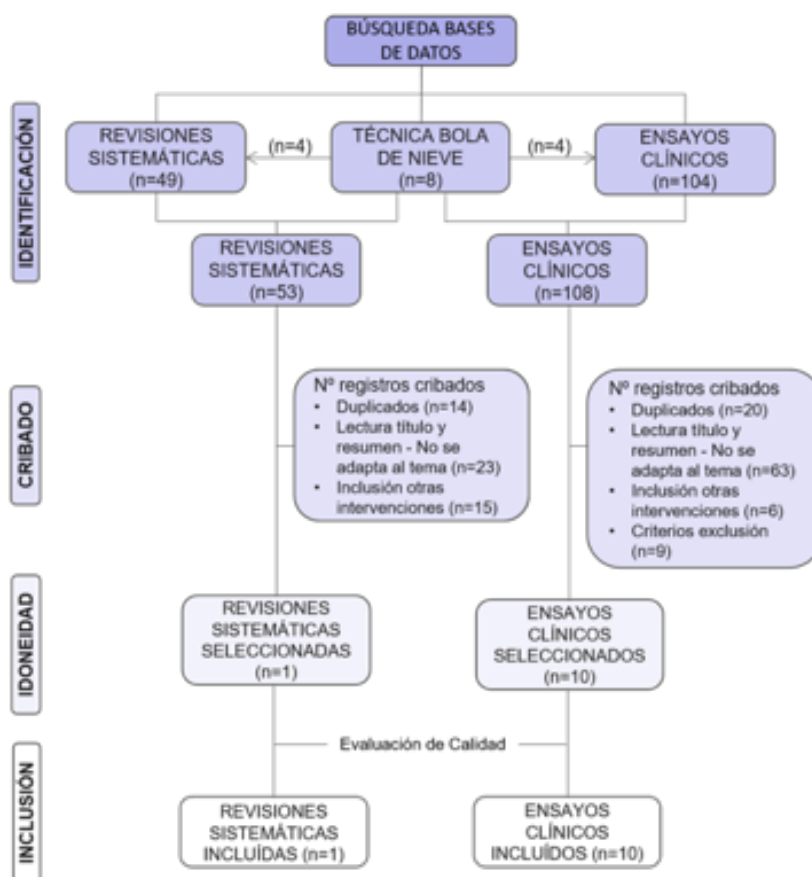 BÚSQUEDA BASES
DE DATOS
IDENTIFICACIÓN
REVISIONES
SISTEMÁTICAS
(n=49)
(n=4)
TÉCNICA BOLA
DE NIEVE
(n=8)
(n=4)
ENSAYOS
CLÍNICOS
(n=104)
REVISIONES
SISTEMÁTICAS
(n=53)
ENSAYOS
CLÍNICOS
(n=108)
CRIBADO
Nº registros cribados
• Duplicados (n=14)
• Lectura título y
resumen - No se
adapta al tema (n=23)
• Inclusión otras
intervenciones (n=15)
Nº registros cribados
• Duplicados (n=20)
• Lectura título y
resumen - No se
adapta al tema (n=63)
• Inclusión otras
intervenciones (n=6)
• Criterios exclusión
(n=9)
IDONEIDAD
REVISIONES
SISTEMÁTICAS
SELECCIONADAS
(n=1)
ENSAYOS
CLÍNICOS
SELECCIONADOS
(n=10)
Evaluación de Calidad
INCLUSIÓN
REVISIONES
SISTEMÁTICAS
INCLUÍDAS (n=1)
ENSAYOS
CLÍNICOS
INCLUÍDOS (n=10)